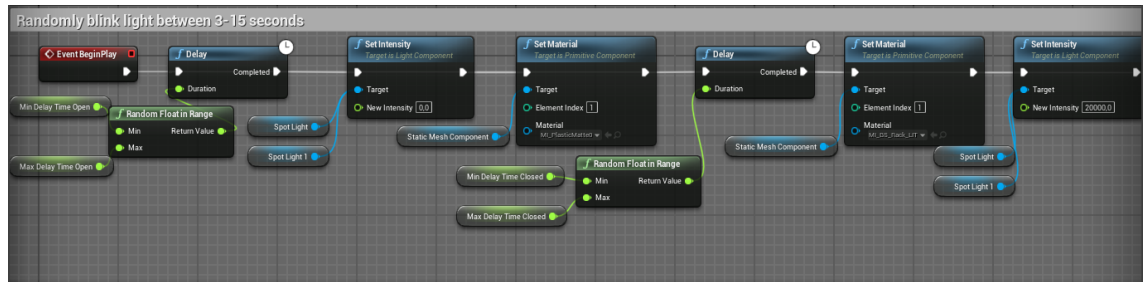 Randomly blink light between 3-15 seconds
Event BeginPlay
Delay
Completed
Duration
Min Delay Time Open
Max Delay Time Open
Random Float in Range
Min
Return Value
Max
Set Intensity
Target is Light Component
Target
New Intensity 0,0
Spot Light
Spot Light 1
Set Material
Target is Primitive Component
Target
Element Index 1
Material
Static Mesh Component
Min Delay Time Closed
Max Delay Time Closed
Random Float in Range
Min
Return Value
Max
Delay
Completed
Duration
Set Material
Target is Primitive Component
Target
Element Index 1
Material
Static Mesh Component
Set Intensity
Target is Light Component
Target
New Intensity 20000,0
Spot Light
Spot Light 1